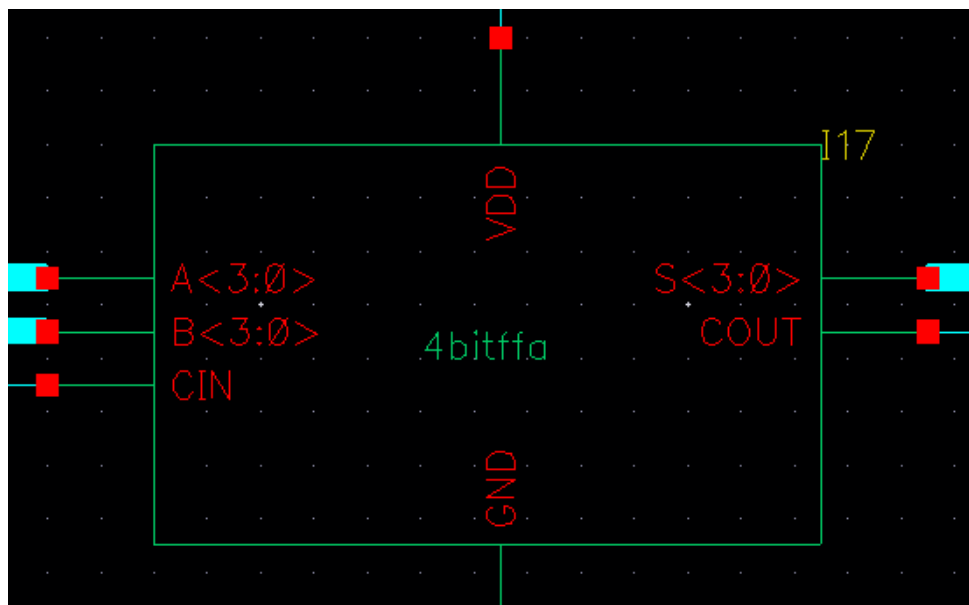 I17
VDD
A<3:0>
S<3:0>
B<3:0>
COUT
4bitffa
CIN
GND